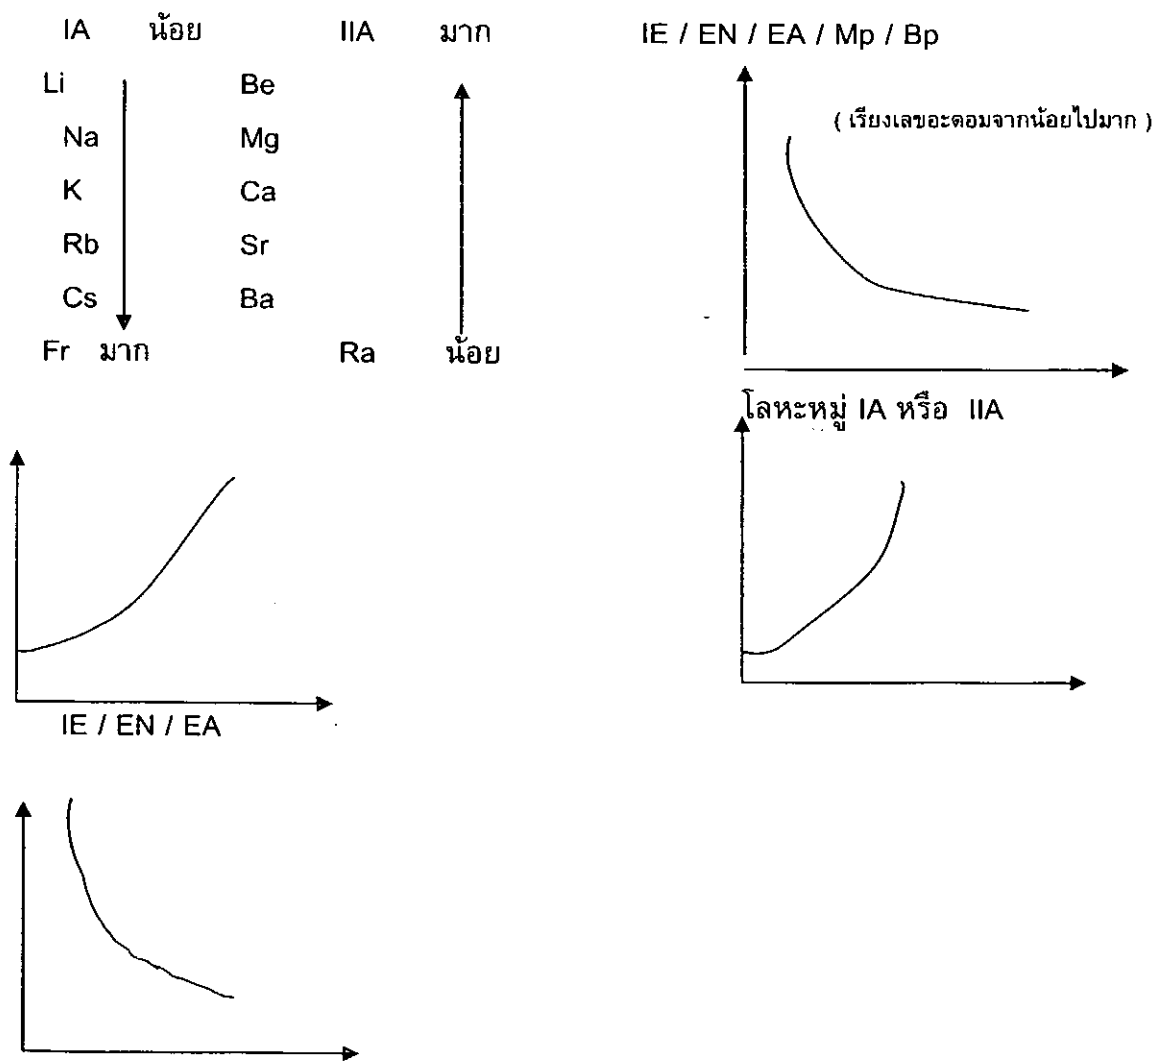 IA น้อย IIA มาก
Li Be
Na Mg
K Ca
Rb Sr
Cs Ba
Fr มาก Ra น้อย
IE / EN / EA / Mp / Bp
( เรียงเลขอะตอมจากน้อยไปมาก )
โลหะหมู่ IA หรือ IIA
IE / EN / EA